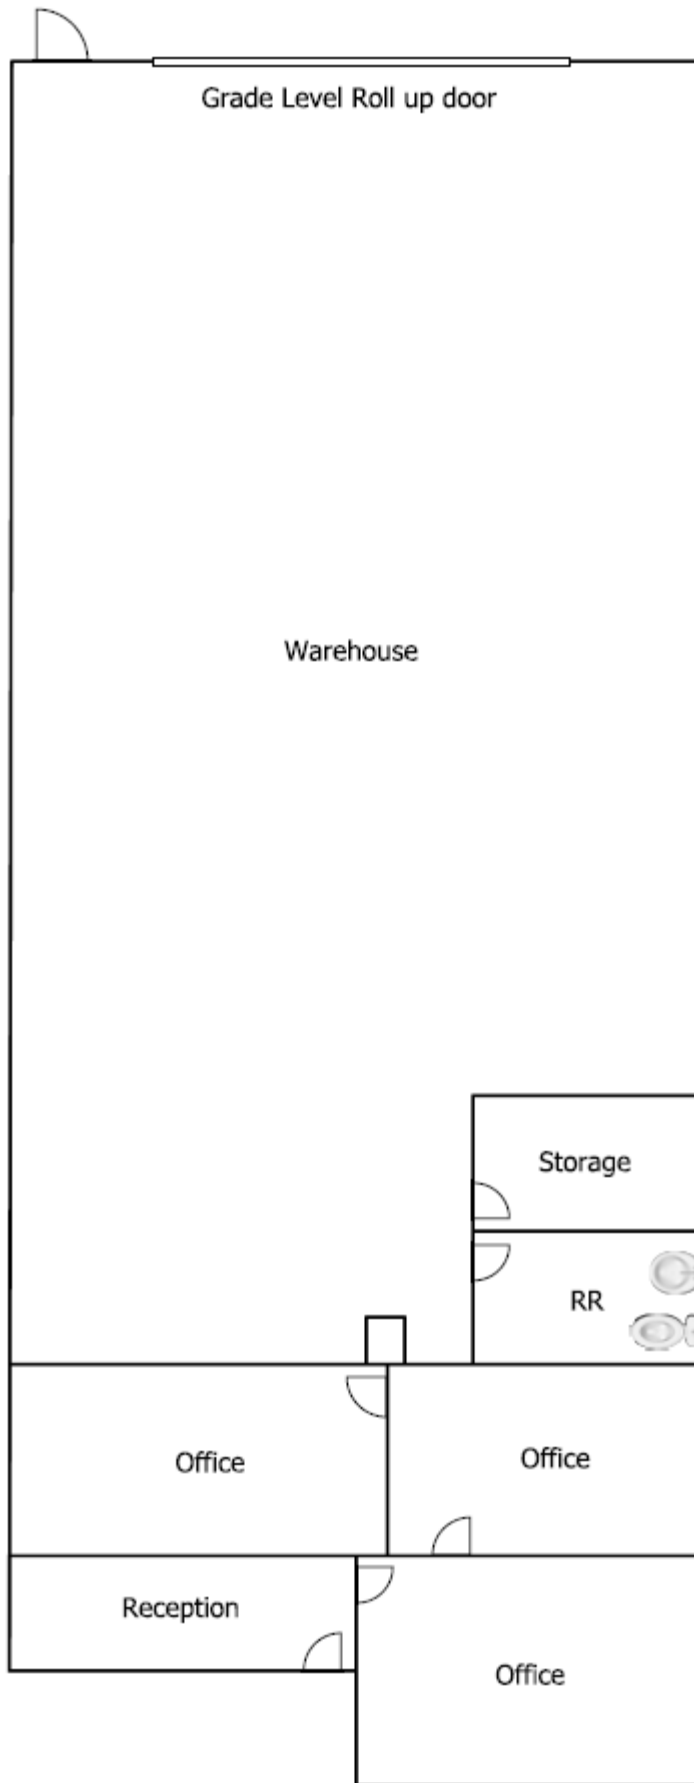 Grade Level Roll up door
Warehouse
Storage
RR
Office
Office
Reception
Office